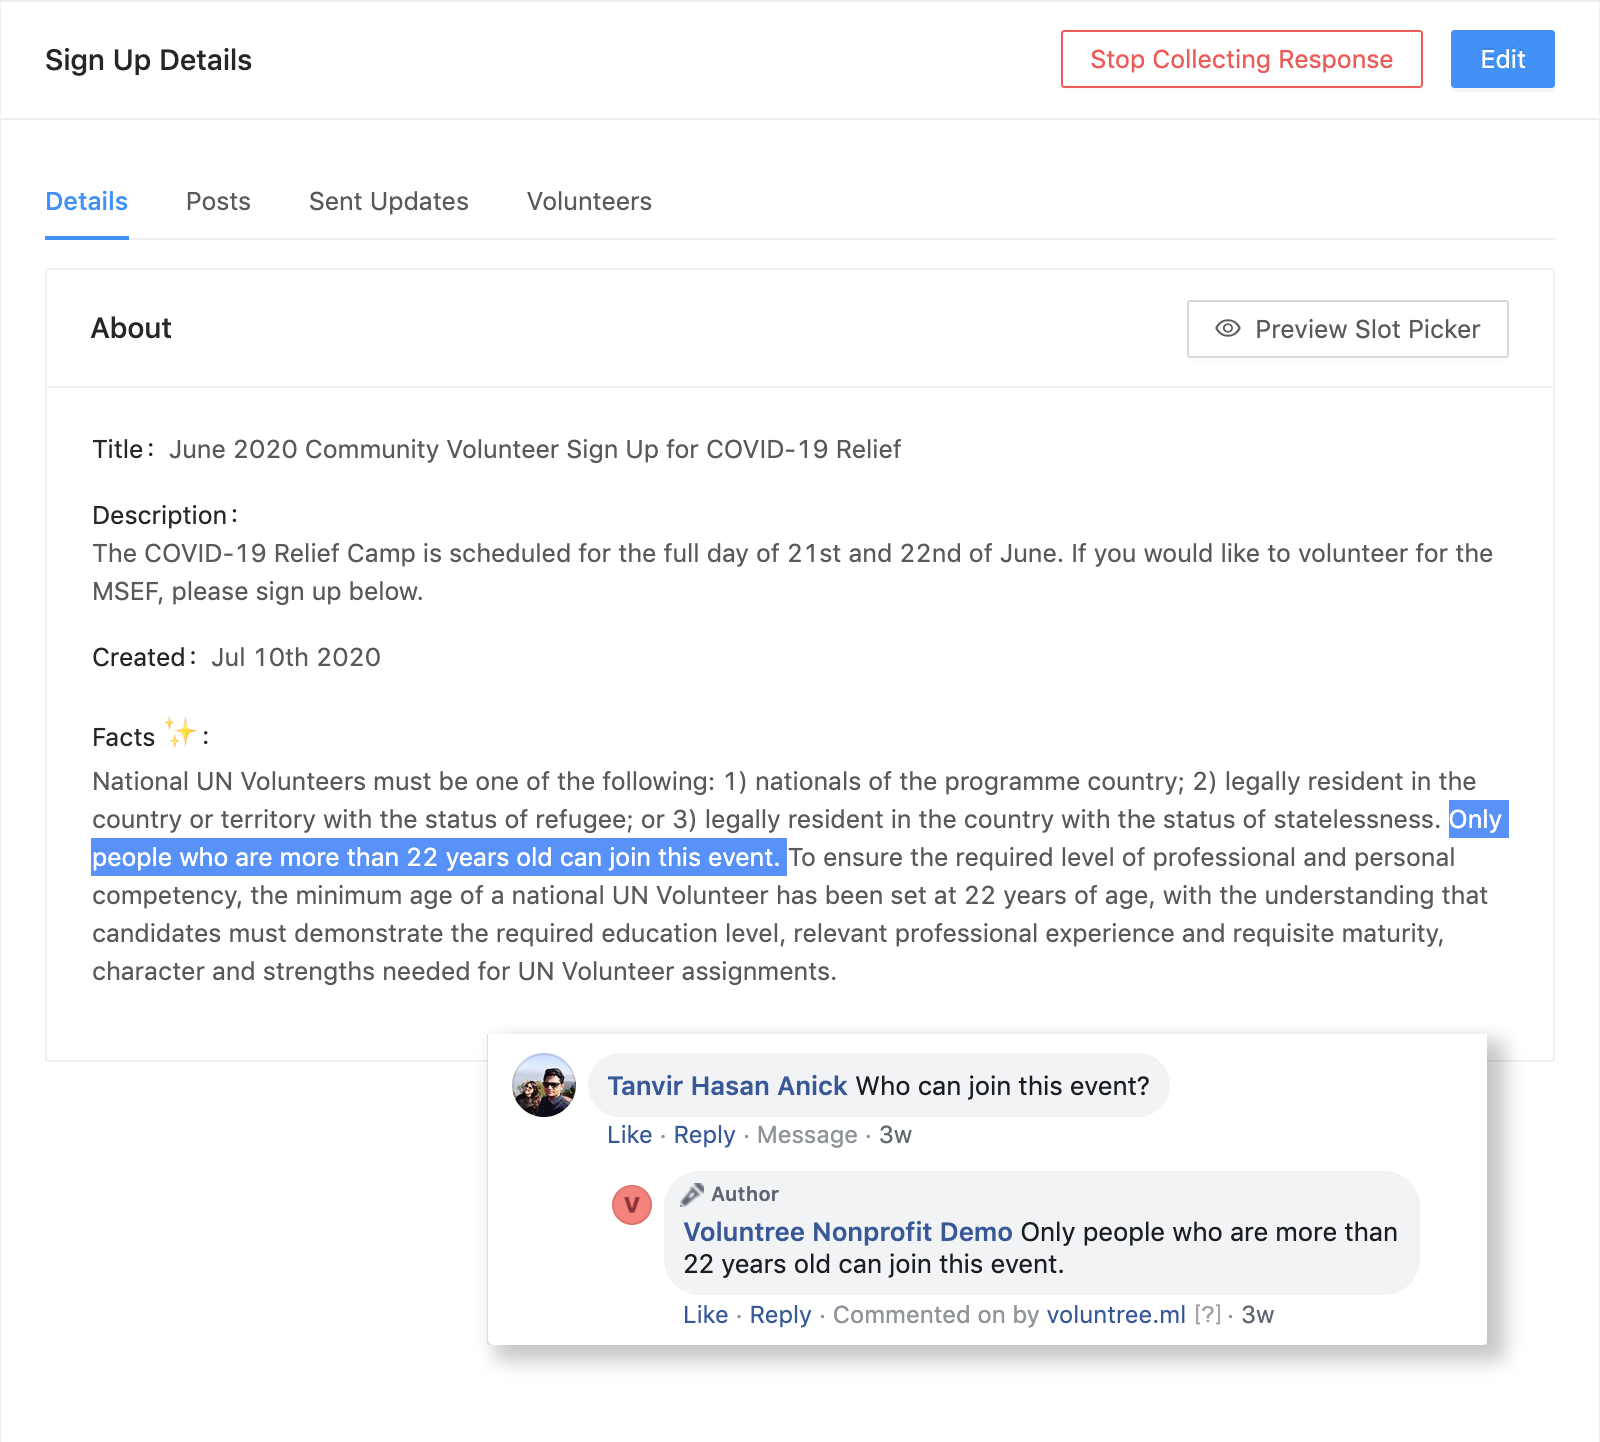 Sign Up Details
Stop Collecting Response
Edit
Details
Posts
Sent Updates
Volunteers
About
Preview Slot Picker
Title: June 2020 Community Volunteer Sign Up for COVID-19 Relief
Description:
The COVID-19 Relief Camp is scheduled for the full day of 21st and 22nd of June. If you would like to volunteer for the
MSEF, please sign up below.
Created: Jul 10th 2020
Facts ✨:
National UN Volunteers must be one of the following: 1) nationals of the programme country; 2) legally resident in the
country or territory with the status of refugee; or 3) legally resident in the country with the status of statelessness. Only
people who are more than 22 years old can join this event. To ensure the required level of professional and personal
competency, the minimum age of a national UN Volunteer has been set at 22 years of age, with the understanding that
candidates must demonstrate the required education level, relevant professional experience and requisite maturity,
character and strengths needed for UN Volunteer assignments.
Tanvir Hasan Anick Who can join this event?
Like · Reply · Message · 3w
V
Author
Voluntree Nonprofit Demo Only people who are more than
22 years old can join this event.
Like · Reply · Commented on by voluntree.ml [?] · 3w